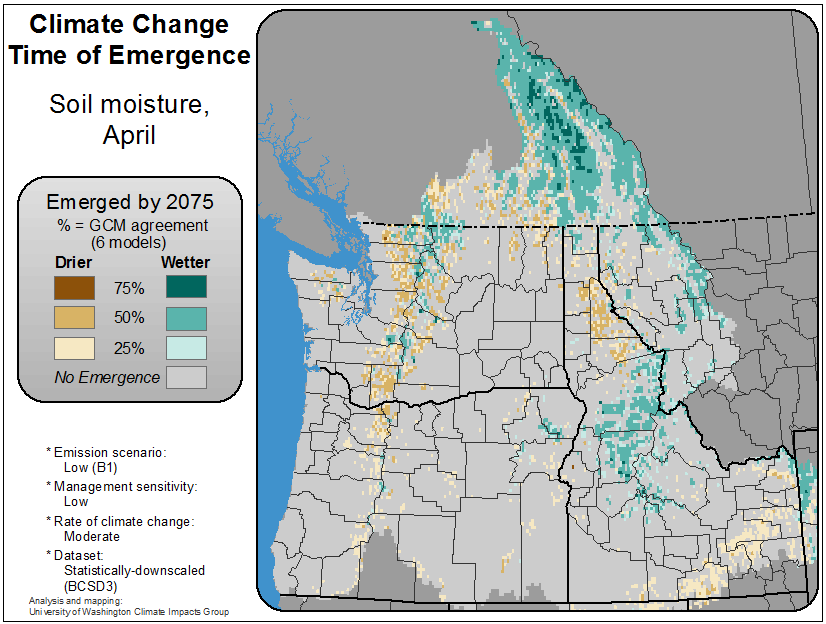 Climate Change
Time of Emergence
Soil moisture,
April
Emerged by 2075
% = GCM agreement
(6 models)
Drier Wetter
75%
50%
25%
No Emergence
* Emission scenario:
Low (B1)
* Management sensitivity:
Low
* Rate of climate change:
Moderate
* Dataset:
Statistically-downscaled
(BCSD3)
Analysis and mapping:
University of Washington Climate Impacts Group